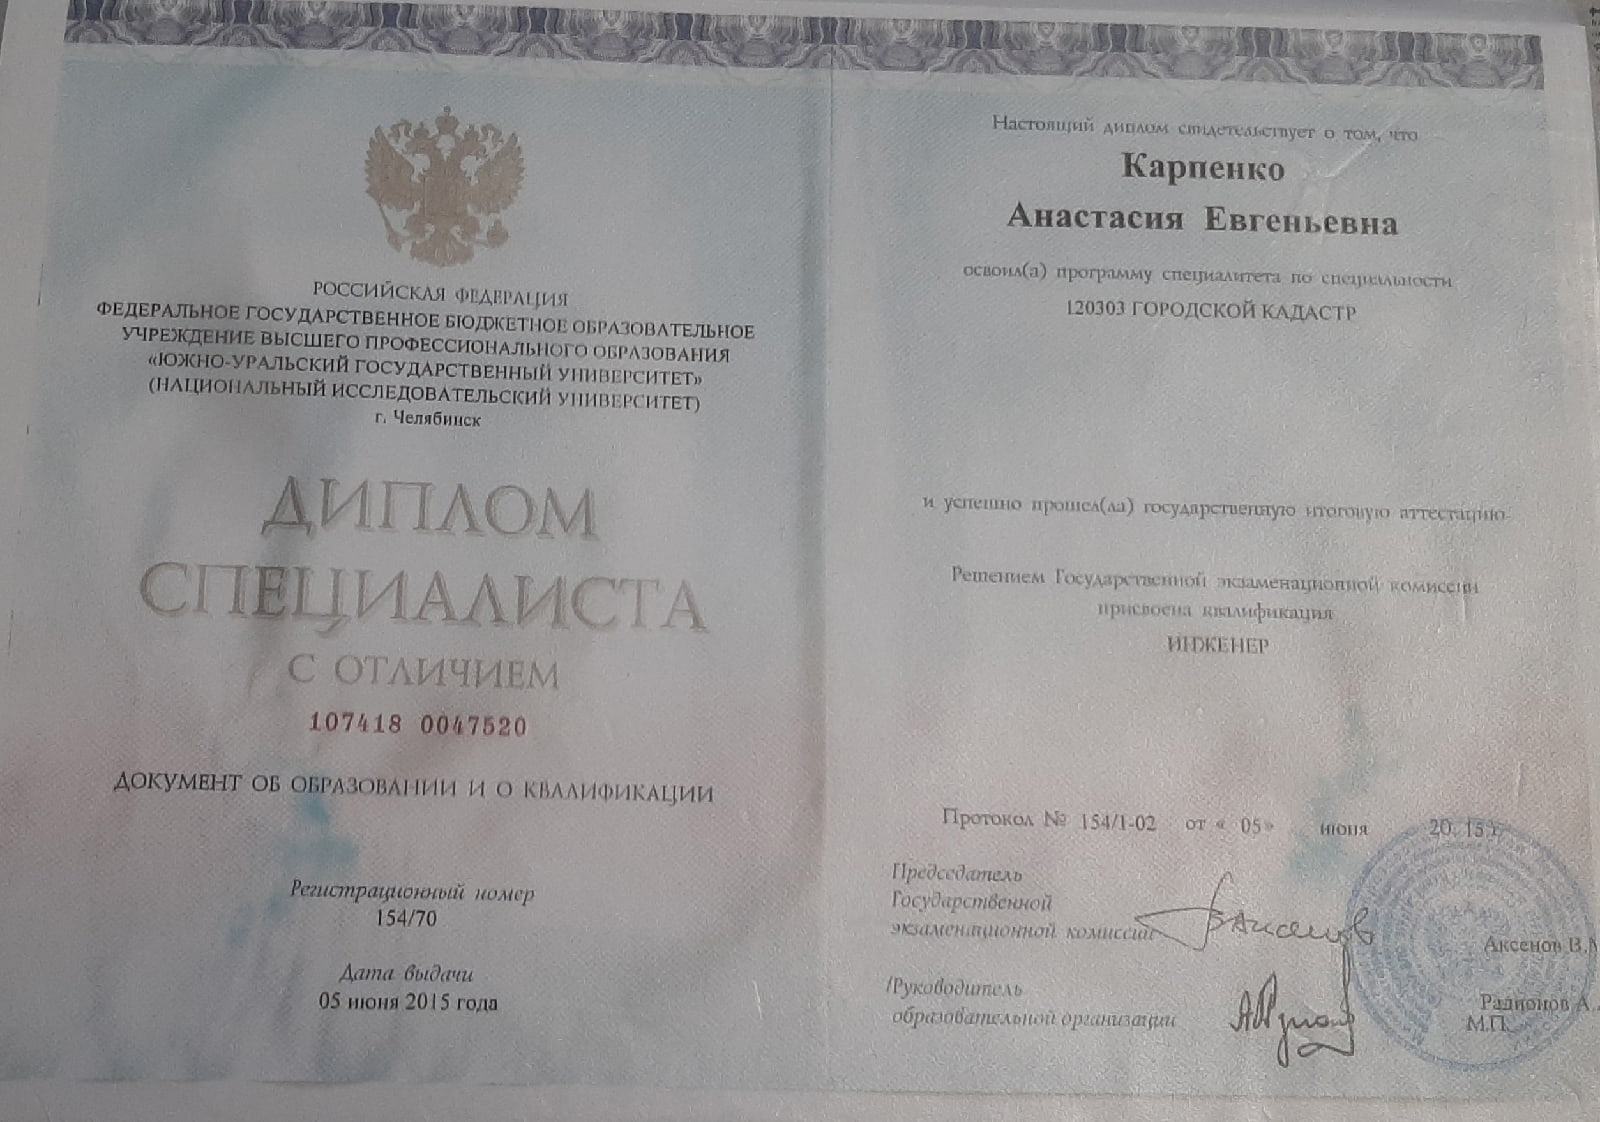 РОССИЙСКАЯ ФЕДЕРАЦИЯ
ФЕДЕРАЛЬНОЕ ГОСУДАРСТВЕННОЕ БЮДЖЕТНОЕ ОБРАЗОВАТЕЛЬНОЕ
УЧРЕЖДЕНИЕ ВЫСШЕГО ПРОФЕССИОНАЛЬНОГО ОБРАЗОВАНИЯ
«ЮЖНО-УРАЛЬСКИЙ ГОСУДАРСТВЕННЫЙ УНИВЕРСИТЕТ»
(НАЦИОНАЛЬНЫЙ ИССЛЕДОВАТЕЛЬСКИЙ УНИВЕРСИТЕТ)
г. Челябинск
ДИПЛОМ
СПЕЦИАЛИСТА
С ОТЛИЧИЕМ
107418 0047520
ДОКУМЕНТ ОБ ОБРАЗОВАНИИ И О КВАЛИФИКАЦИИ
Регистрационный номер
154/70
Дата выдачи
05 июня 2015 года
Настоящий диплом свидетельствует о том, что
Карпенко
Анастасия Евгеньевна
освоил(а) программу специалитета по специальности
120303 ГОРОДСКОЙ КАДАСТР
и успешно прошел(ла) государственную итоговую аттестацию
Решением Государственной экзаменационной комиссии
присвоена квалификация
ИНЖЕНЕР
Протокол № 154/1-02 от « 05» июня 20 15 г.
Председатель
Государственной
экзаменационной комиссии
Аксенов В.
/Руководитель
образовательной организации
Радионов А.
М.П.